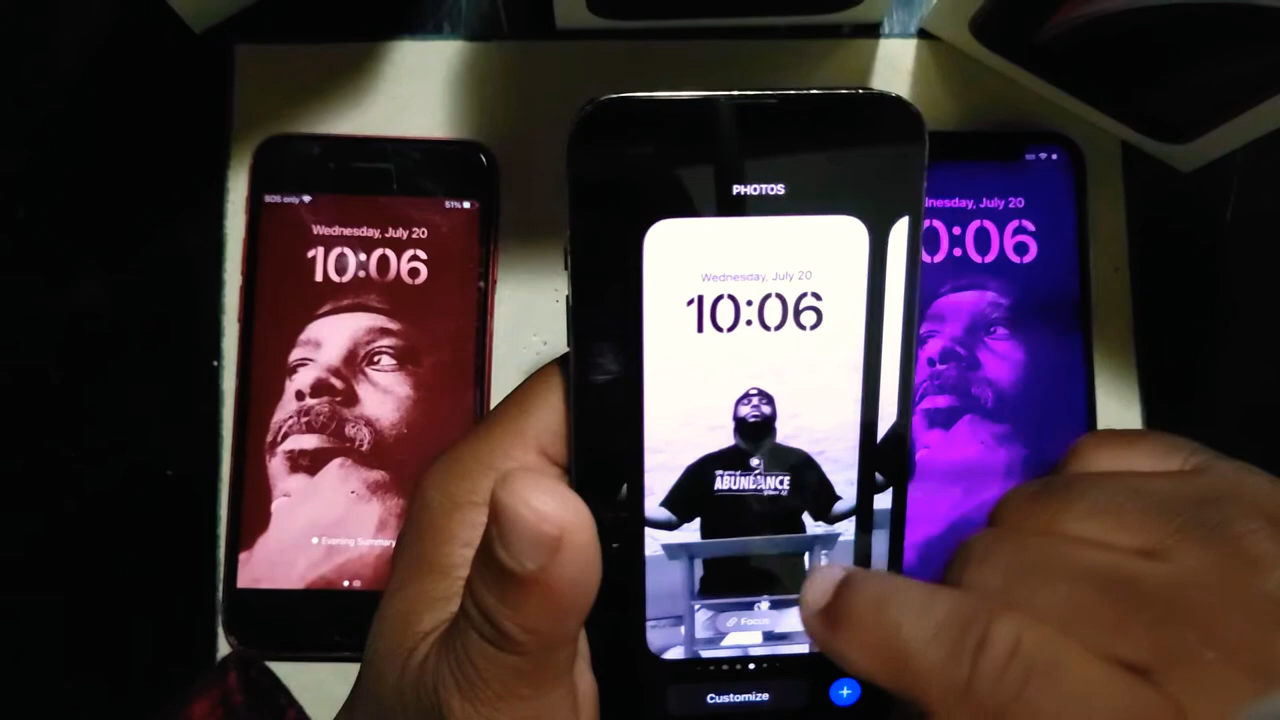 SOS only
51%
Wednesday, July 20
10:06
Evening Summary
PHOTOS
Wednesday, July 20
10:06
ABUNDANCE
Focus
Customize
nesday, July 20
0:06